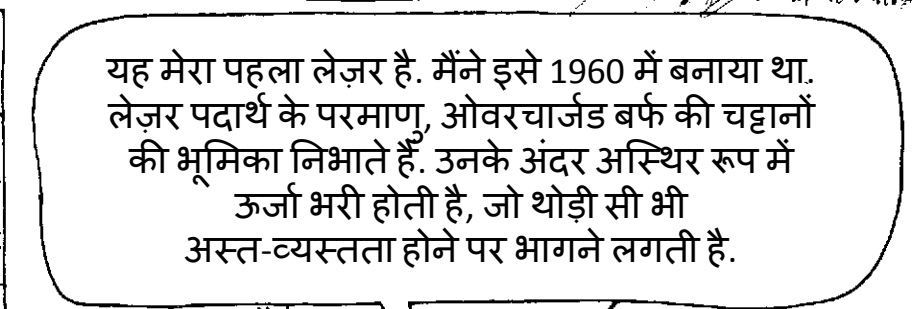 यह मेरा पहला लेज़र है. मैंने इसे 1960 में बनाया था.
लेज़र पदार्थ के परमाणु, ओवरचार्जड बर्फ की चट्टानों
की भूमिका निभाते हैं. उनके अंदर अस्थिर रूप में
ऊर्जा भरी होती है, जो थोड़ी सी भी
अस्त-व्यस्तता होने पर भागने लगती है.